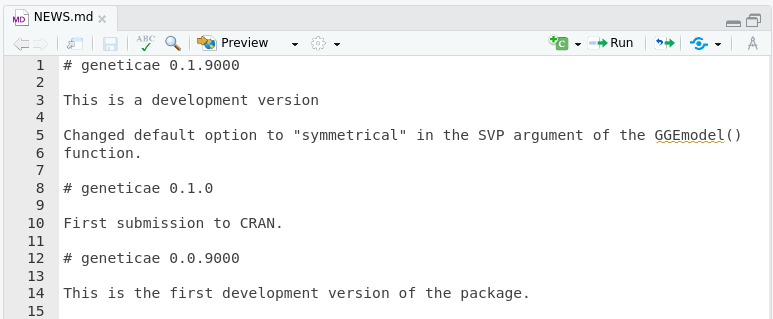 MD NEWS.md ×
ABC Preview C Run
1 # geneticae 0.1.9000
2
3 This is a development version
4
5 Changed default option to "symmetrical" in the SVP argument of the GGEmodel()
6 function.
7
8 # geneticae 0.1.0
9
10 First submission to CRAN.
11
12 # geneticae 0.0.9000
13
14 This is the first development version of the package.
15